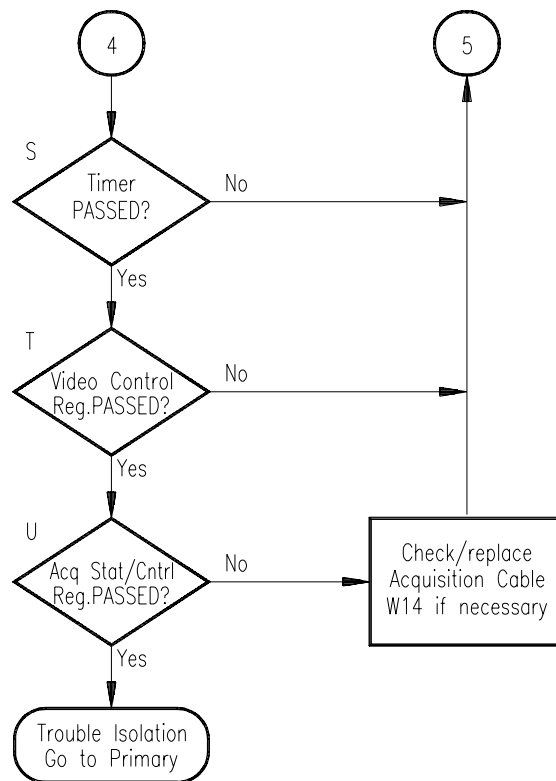 4
5
S
Timer
PASSED?
No
Yes
T
Video Control
Reg.PASSED?
No
Yes
U
Acq Stat/Cntrl
Reg.PASSED?
No
Check/replace
Acquisition Cable
W14 if necessary
Yes
Trouble Isolation
Go to Primary